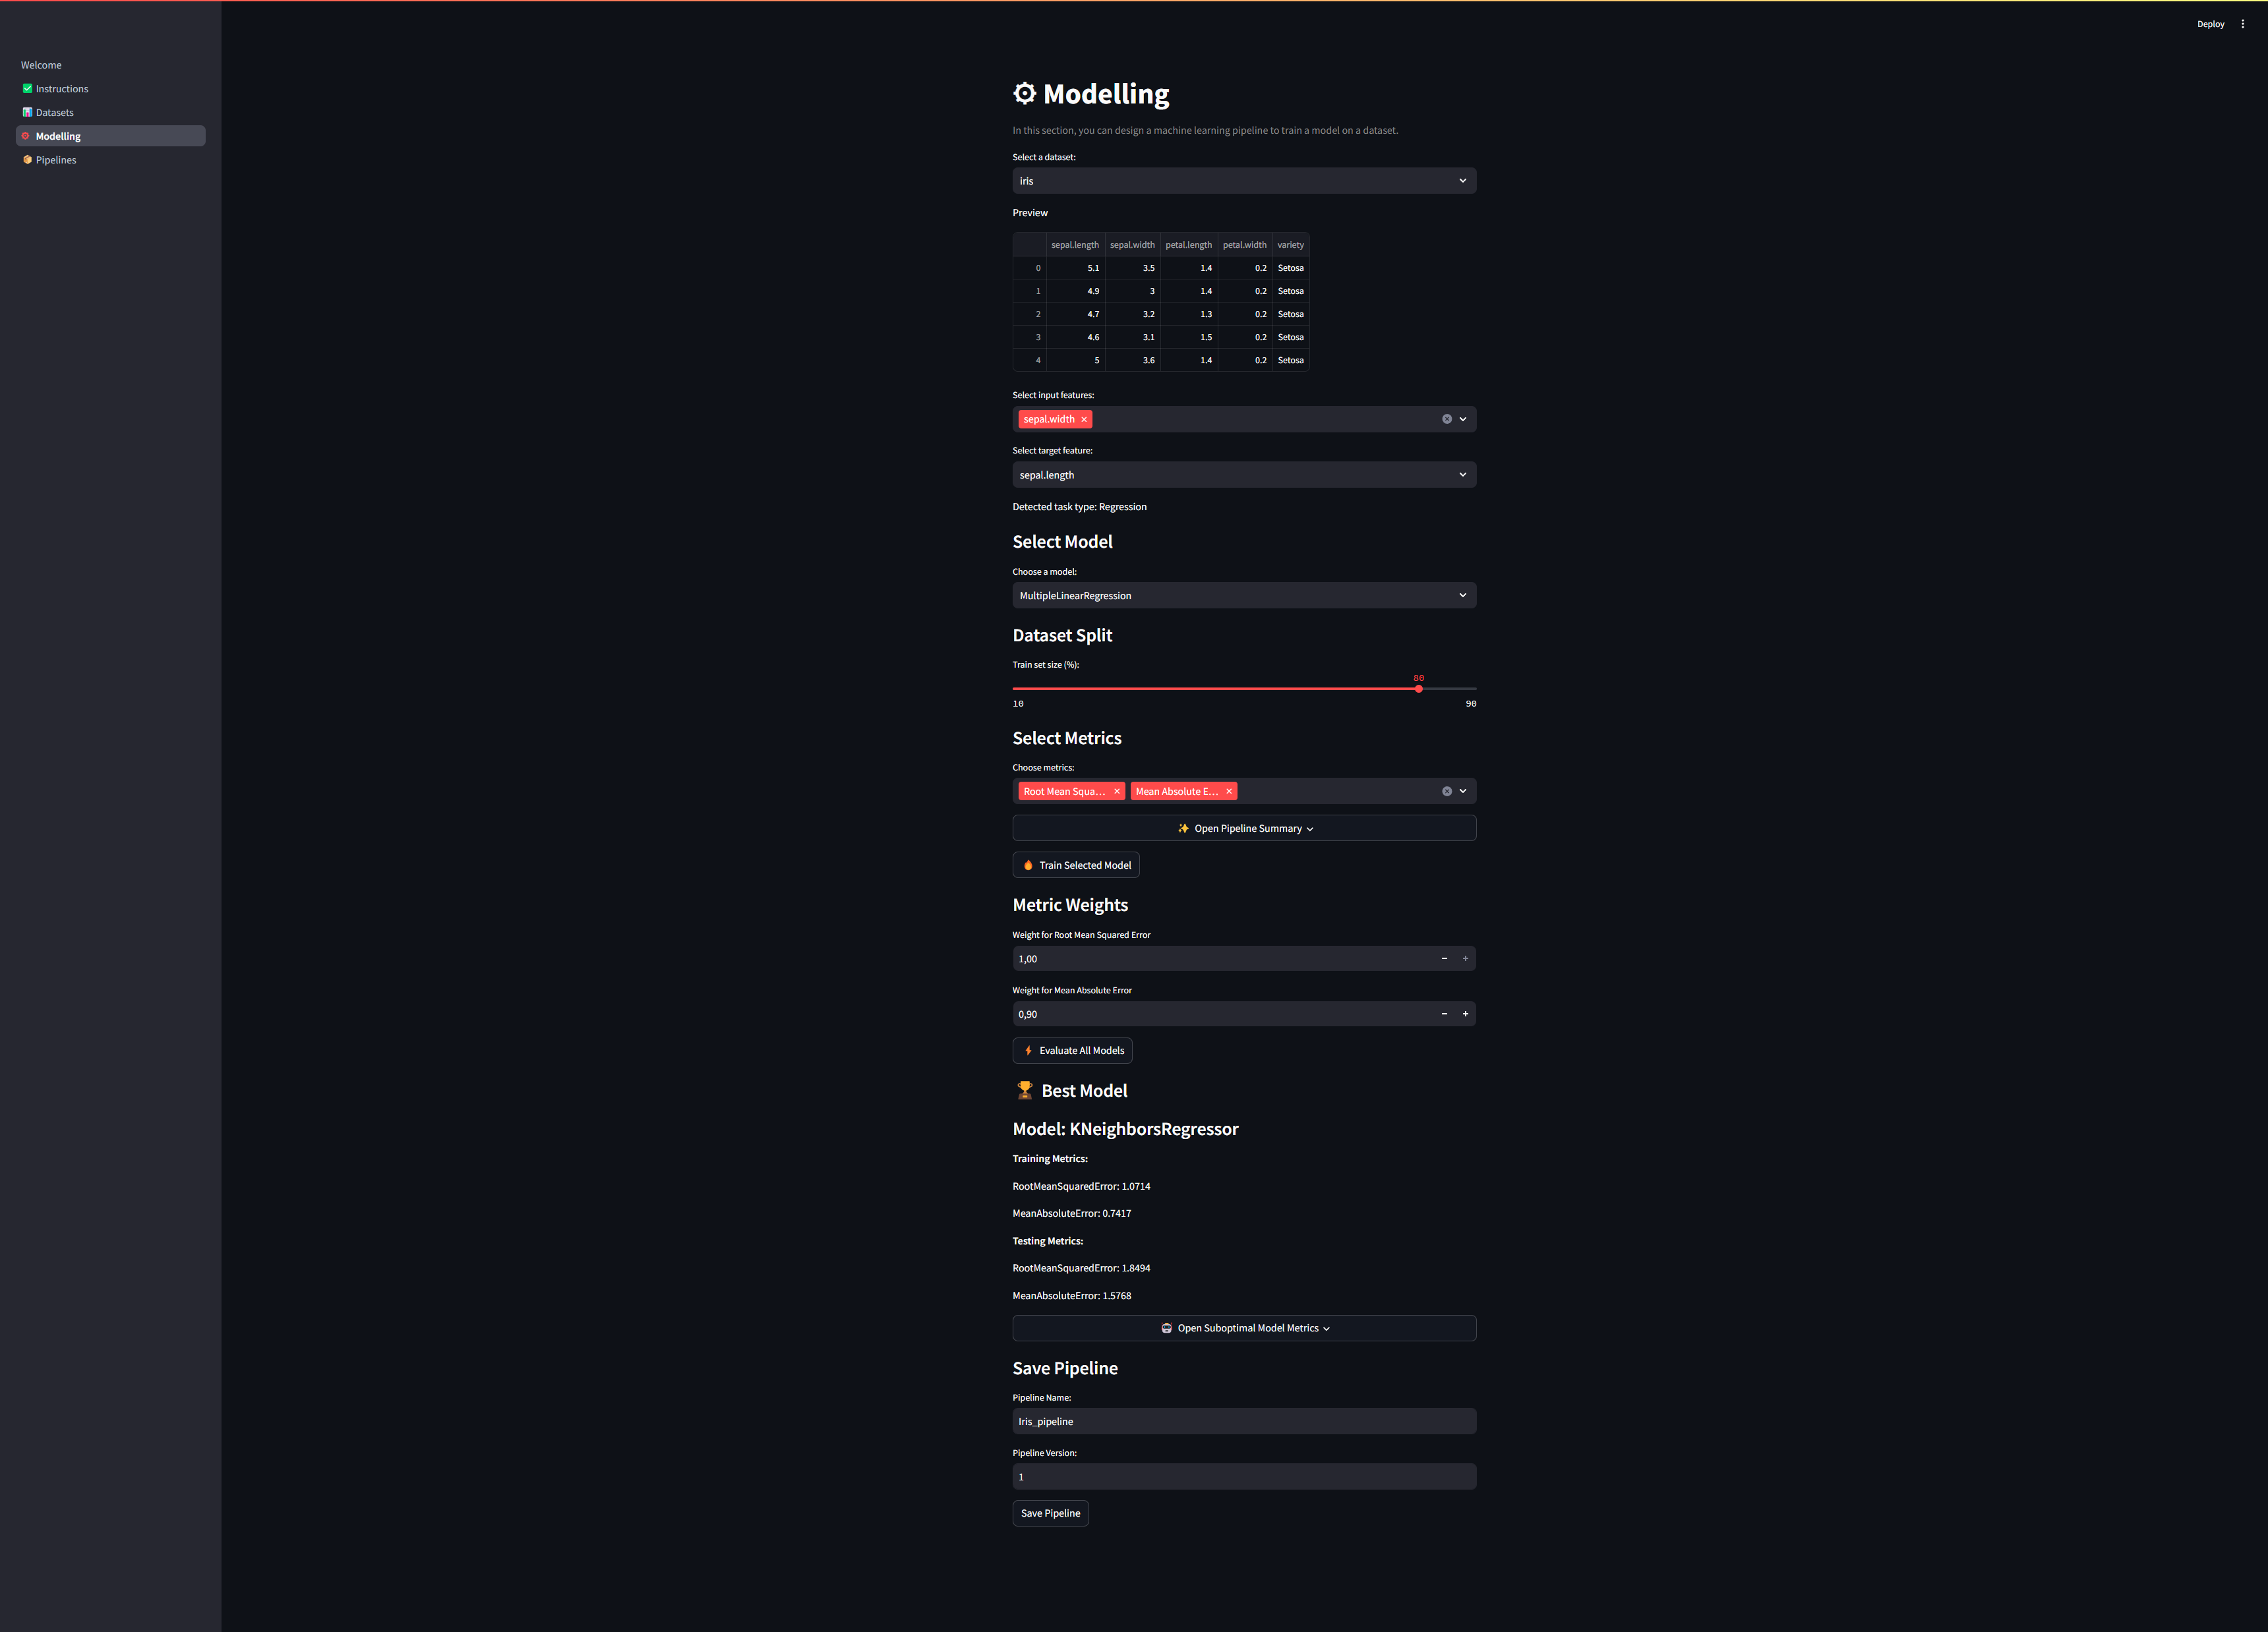 Deploy
Welcome
Instructions
Datasets
Modelling
Pipelines
Modelling
In this section, you can design a machine learning pipeline to train a model on a dataset.
Select a dataset:
iris
Preview
sepal.length sepal.width petal.length petal.width variety
0 5.1 3.5 1.4 0.2 Setosa
1 4.9 3 1.4 0.2 Setosa
2 4.7 3.2 1.3 0.2 Setosa
3 4.6 3.1 1.5 0.2 Setosa
4 5 3.6 1.4 0.2 Setosa
Select input features:
sepal.width
Select target feature:
sepal.length
Detected task type: Regression
Select Model
Choose a model:
MultipleLinearRegression
Dataset Split
Train set size (%):
80
10 90
Select Metrics
Choose metrics:
Root Mean Squa... Mean Absolute E...
Open Pipeline Summary
Train Selected Model
Metric Weights
Weight for Root Mean Squared Error
1,00
Weight for Mean Absolute Error
0,90
Evaluate All Models
Best Model
Model: KNeighborsRegressor
Training Metrics:
RootMeanSquaredError: 1.0714
MeanAbsoluteError: 0.7417
Testing Metrics:
RootMeanSquaredError: 1.8494
MeanAbsoluteError: 1.5768
Open Suboptimal Model Metrics
Save Pipeline
Pipeline Name:
Iris_pipeline
Pipeline Version:
1
Save Pipeline